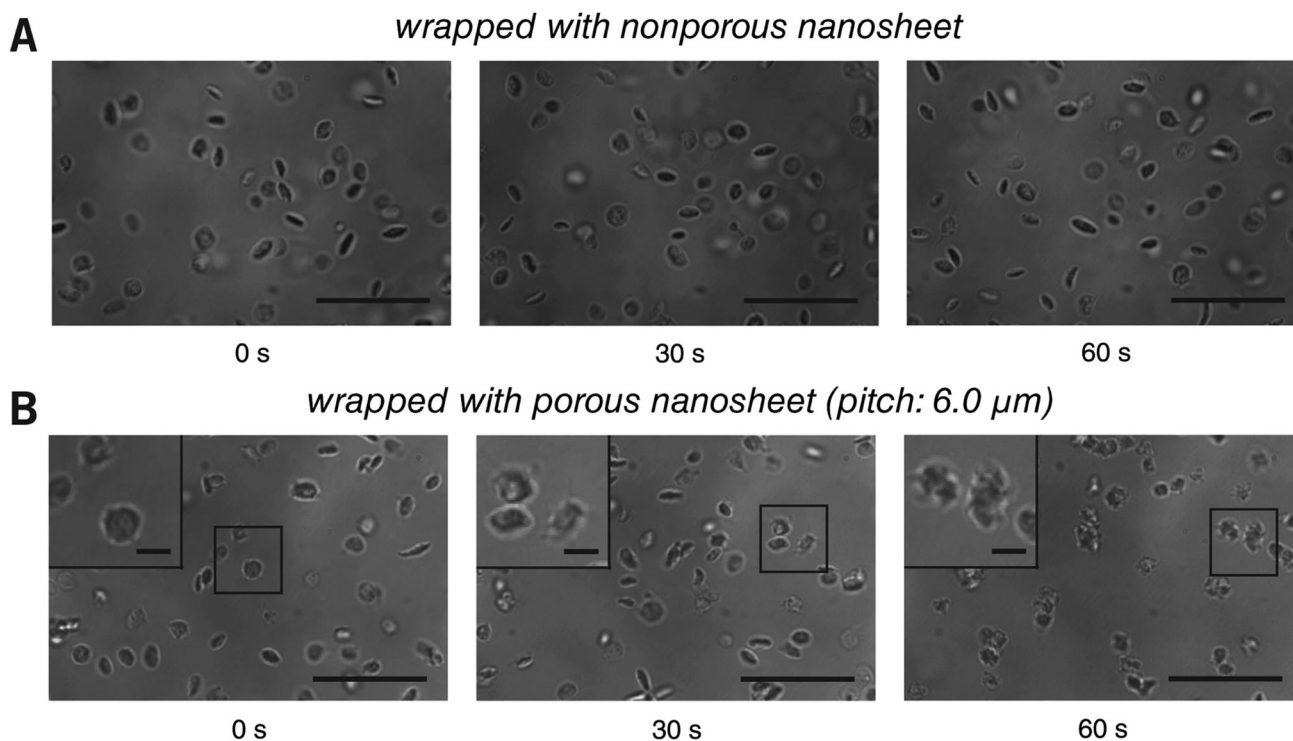 A
wrapped with nonporous nanosheet
0 s
30 s
60 s
B
wrapped with porous nanosheet (pitch: 6.0 μm)
0 s
30 s
60 s